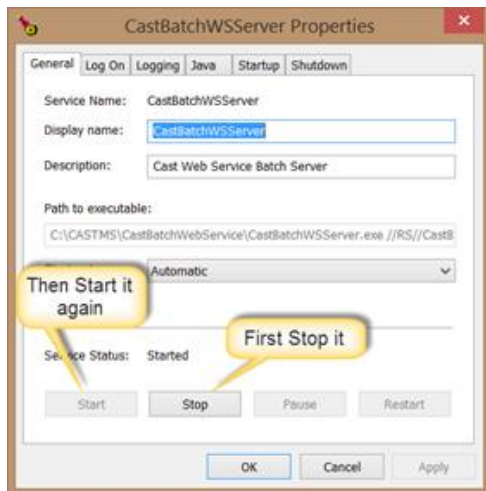 CastBatchWSServer Properties
General Log On Logging Java Startup Shutdown
Service Name: CastBatchWSServer
Display name: CastBatchWSServer
Description: Cast Web Service Batch Server
Path to executable:
C:\CASTMS\CastBatchWebService\CastBatchWSServer.exe //RS//CastB
Automatic
Then Start it
again
First Stop it
Service Status: Started
Start Stop Pause Restart
OK Cancel Apply